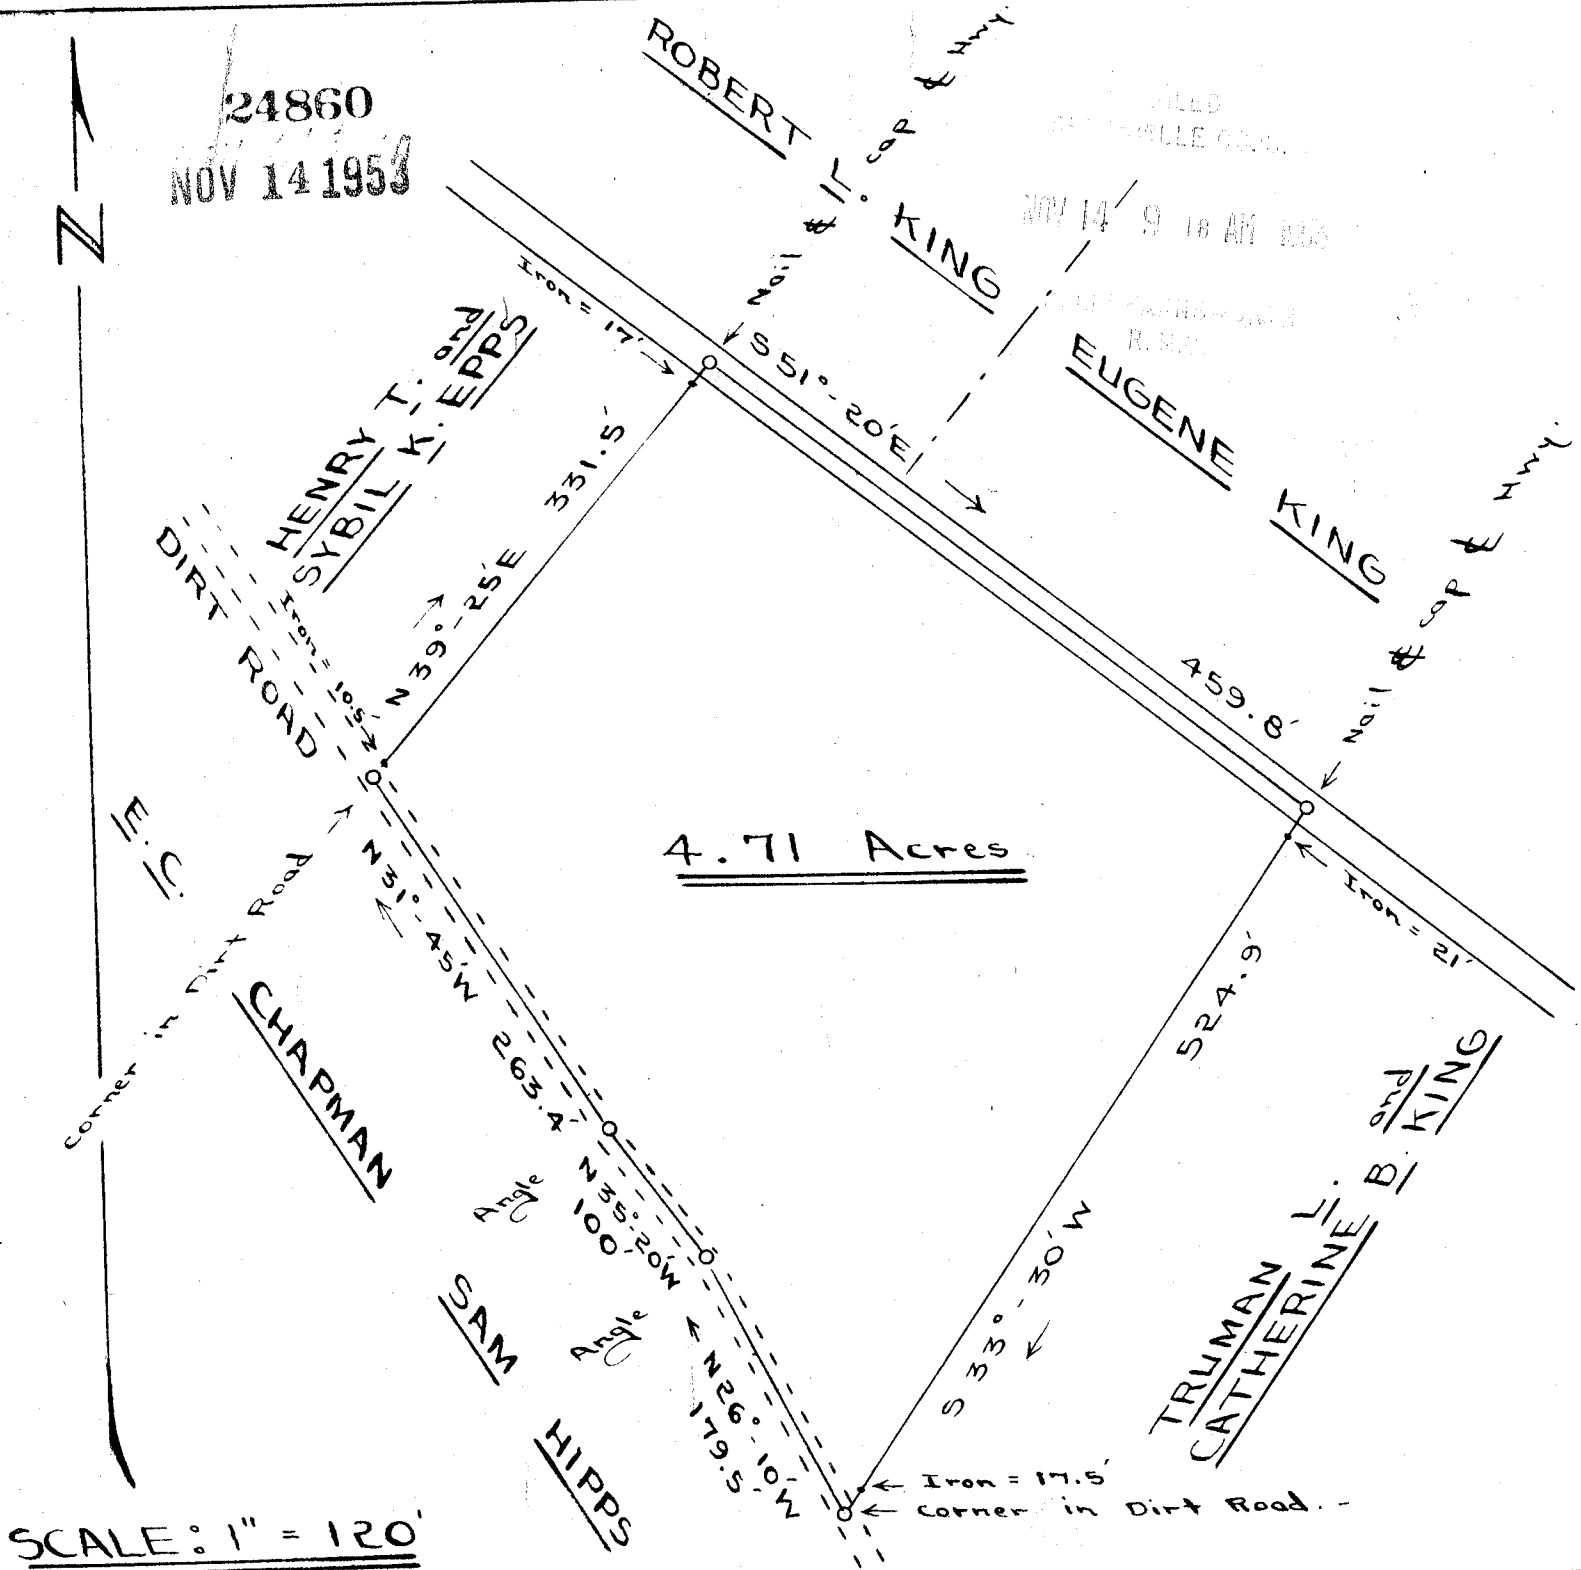 24860
NOV 14 1953
N
ROBERT T. KING
Nail & cap ₵ Hwy.
NOV 14 9 AM
R.M.C.
Iron = 17'
S 51° - 20' E
459.8'
EUGENE KING
Nail & cap ₵ Hwy.
HENRY T. and
SYBIL K. EPPS
331.5'
N 39° - 25' E
DIRT ROAD
Iron = 10.5'
4.71 Acres
Iron = 21'
E. C. CHAPMAN
Corner in Dirt Road
N 31° - 45' W
263.4'
524.9'
S 33° - 30' W
Angle
N 35° - 20' W
100'
Angle
N 26° - 10' W
179.5'
TRUMAN L. and
CATHERINE B. KING
SAM HIPPS
Iron = 17.5'
Corner in Dirt Road.
SCALE: 1" = 120'